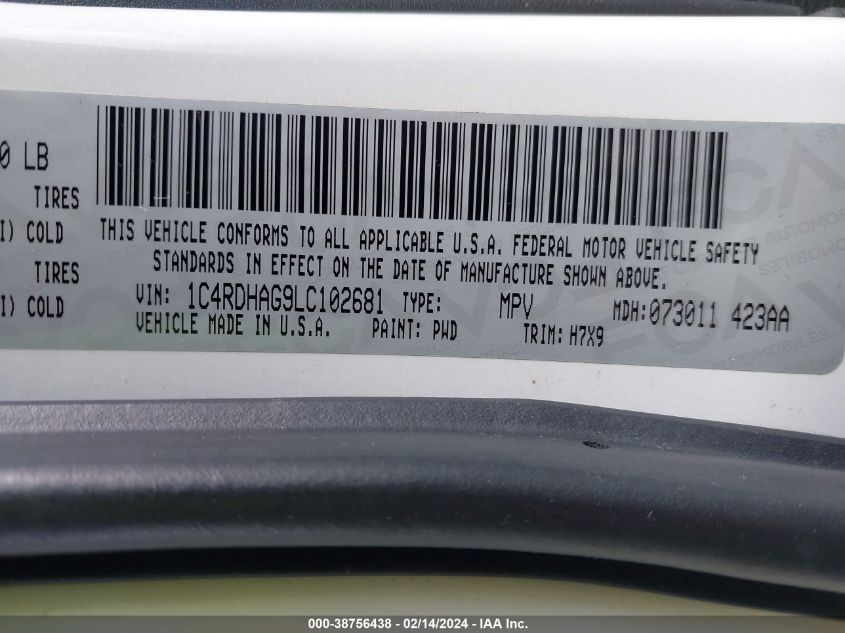 0 LB
TIRES
I) COLD
TIRES
I) COLD
THIS VEHICLE CONFORMS TO ALL APPLICABLE U.S.A. FEDERAL MOTOR VEHICLE SAFETY
STANDARDS IN EFFECT ON THE DATE OF MANUFACTURE SHOWN ABOVE.
VIN: 1C4RDHAG9LC102681 TYPE: MPV MDH:073011 423AA
VEHICLE MADE IN U.S.A. PAINT: PWD TRIM: H7X9
000-38756438 - 02/14/2024 - IAA Inc.